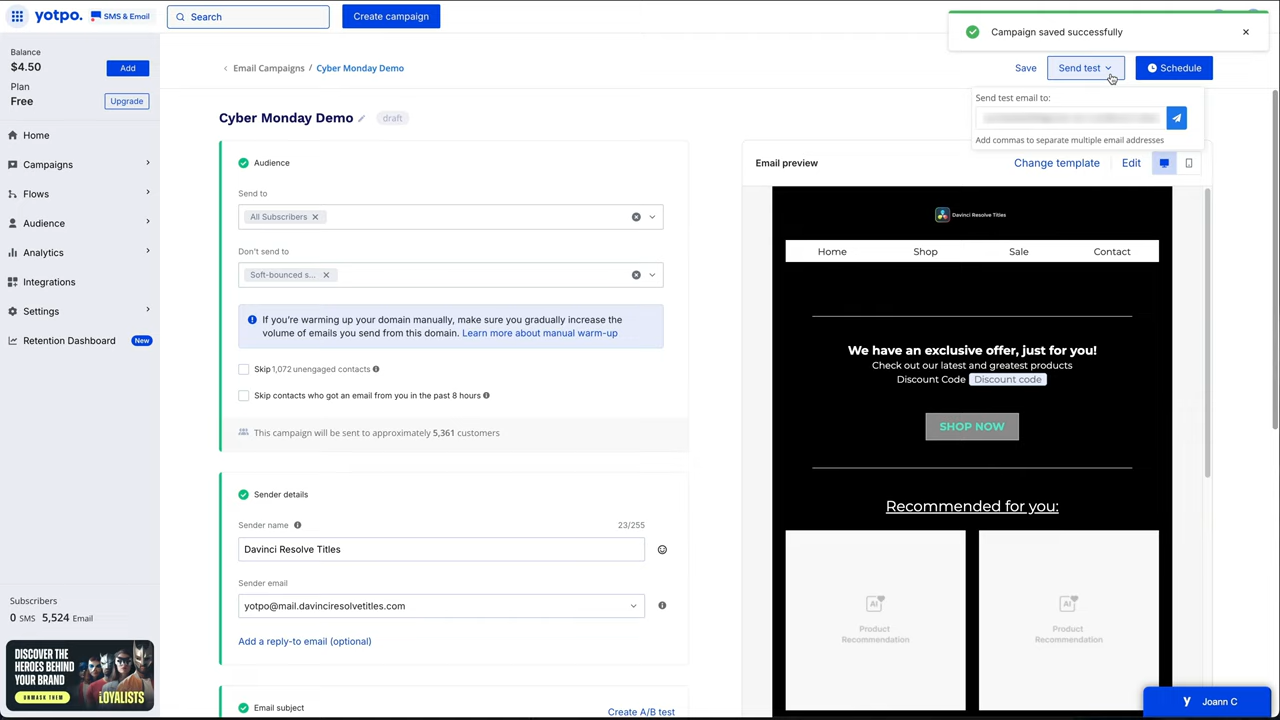 yotpo.
SMS & Email
Search
Create campaign
Campaign saved successfully
Balance
$4.50
Add
Plan
Free
Upgrade
Home
Campaigns
Flows
Audience
Analytics
Integrations
Settings
Retention Dashboard
New
Subscribers
0 SMS 5,524 Email
DISCOVER THE
HEROES BEHIND
YOUR BRAND
UNMASK THEM
LOYALISTS
Email Campaigns / Cyber Monday Demo
Save
Send test
Schedule
Send test email to:
Add commas to separate multiple email addresses
Cyber Monday Demo
draft
Audience
Send to
All Subscribers
Don't send to
Soft-bounced s...
If you're warming up your domain manually, make sure you gradually increase the
volume of emails you send from this domain. Learn more about manual warm-up
Skip 1,072 unengaged contacts
Skip contacts who got an email from you in the past 8 hours
This campaign will be sent to approximately 5,361 customers
Sender details
Sender name
23/255
Davinci Resolve Titles
Sender email
yotpo@mail.davinciresolvetitles.com
Add a reply-to email (optional)
Email subject
Create A/B test
Email preview
Change template
Edit
Davinci Resolve Titles
Home
Shop
Sale
Contact
We have an exclusive offer, just for you!
Check out our latest and greatest products
Discount Code Discount code
SHOP NOW
Recommended for you:
AI
Product
Recommendation
AI
Product
Recommendation
y Joann C